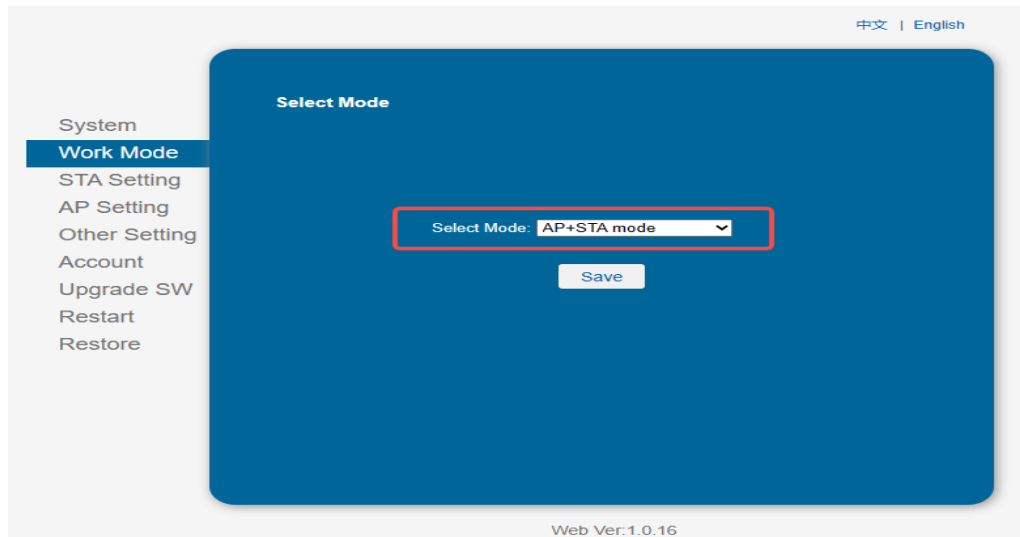 中文 | English
Select Mode
System
Work Mode
STA Setting
AP Setting
Other Setting
Account
Upgrade SW
Restart
Restore
Select Mode: AP+STA mode
Save
Web Ver:1.0.16